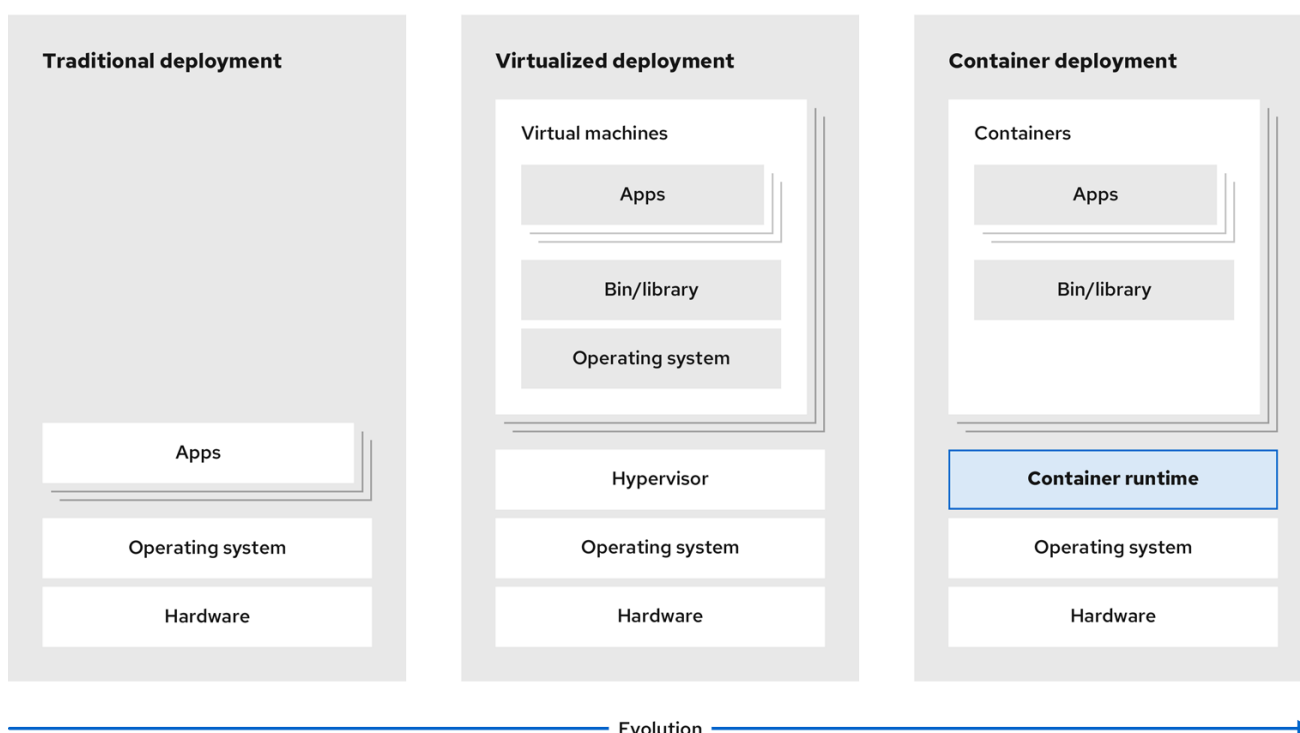 Traditional deployment
Apps
Operating system
Hardware
Virtualized deployment
Virtual machines
Apps
Bin/library
Operating system
Hypervisor
Operating system
Hardware
Container deployment
Containers
Apps
Bin/library
Container runtime
Operating system
Hardware
Evolution